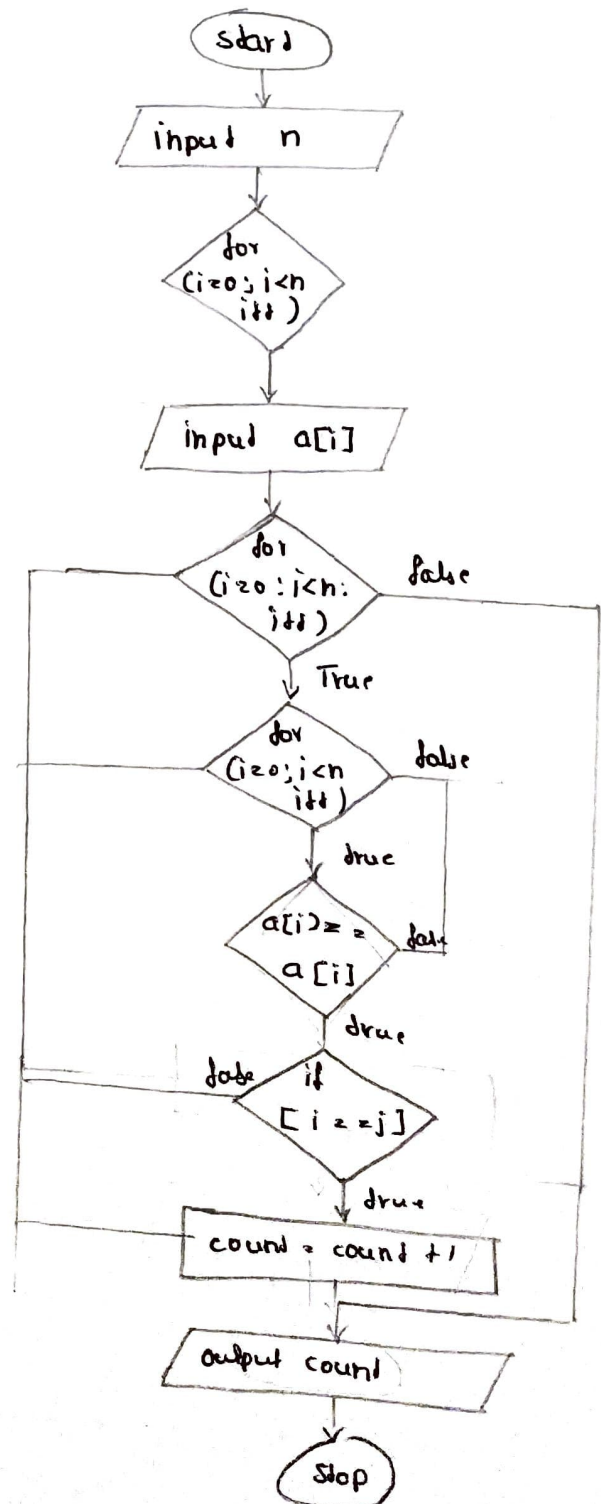 start
input n
for
(i=0; i<n
i++)
input a[i]
for
(i=0; i<n;
i++)
false
True
for
(i=0; i<n
i++)
false
true
a[i]==
a[i]
false
true
false
if
[i==j]
true
count = count +1
output count
Stop